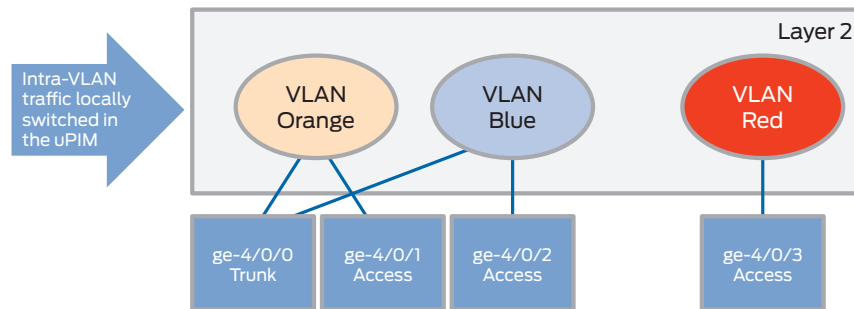 Layer 2
Intra-VLAN
traffic locally
switched in
the uPIM
VLAN
Orange
VLAN
Blue
VLAN
Red
ge-4/0/0
Trunk
ge-4/0/1
Access
ge-4/0/2
Access
ge-4/0/3
Access